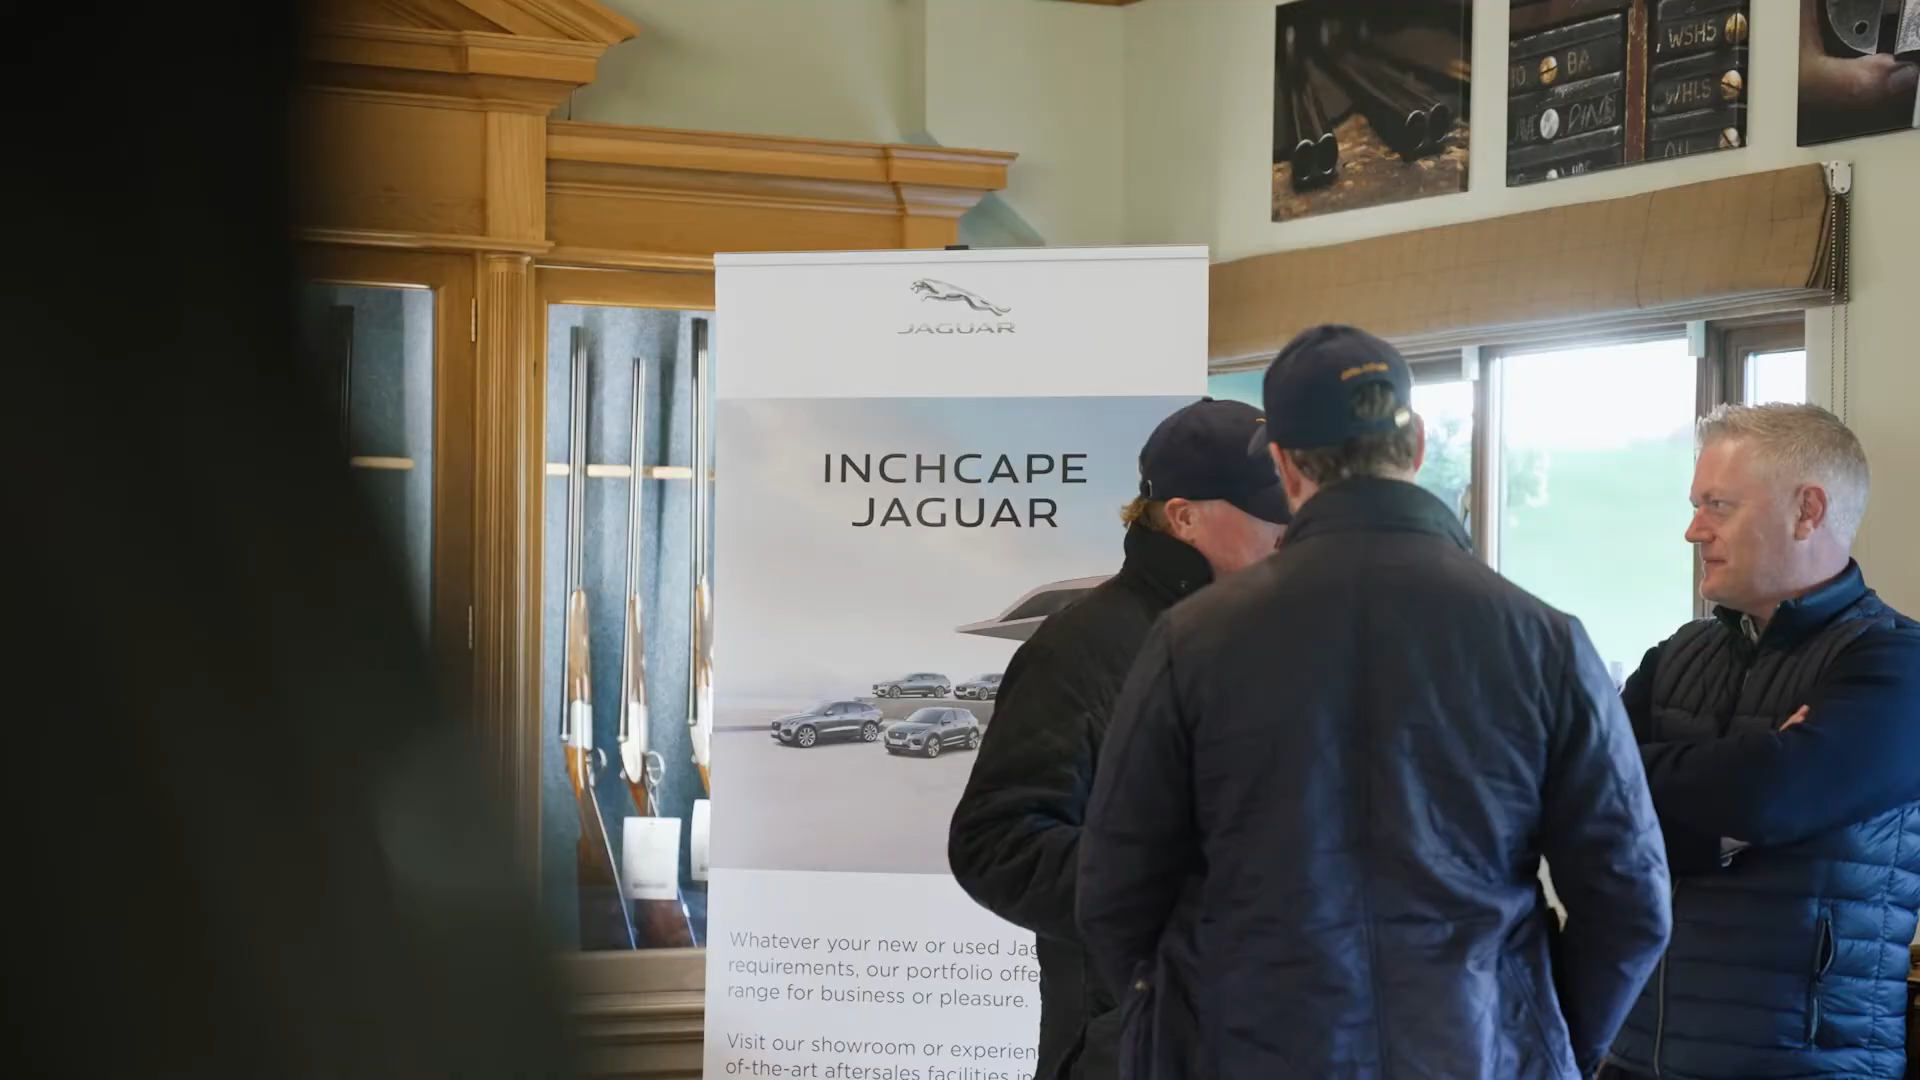 WSHS
10. BA
WHLS
JAGUAR
INCHCAPE
JAGUAR
Whatever your new or used Jag
requirements, our portfolio offe
range for business or pleasure.
Visit our showroom or experien
of-the-art aftersales facilities in